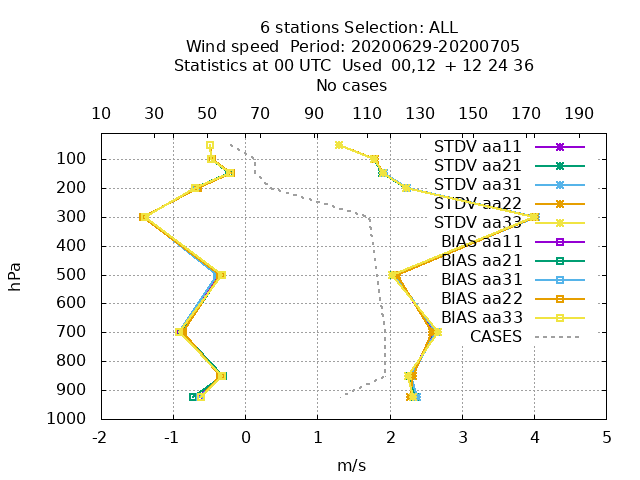 6 stations Selection: ALL
Wind speed  Period: 20200629-20200705
Statistics at 00 UTC  Used  00,12  + 12 24 36
No cases
10 30 50 70 90 110 130 150 170 190
STDV aa11
STDV aa21
STDV aa31
STDV aa22
STDV aa33
BIAS aa11
BIAS aa21
BIAS aa31
BIAS aa22
BIAS aa33
CASES
hPa
100
200
300
400
500
600
700
800
900
1000
-2 -1 0 1 2 3 4 5
m/s